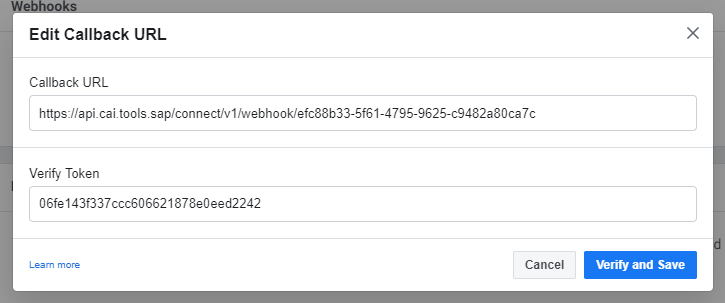 Webhooks
Edit Callback URL
Callback URL
https://api.cai.tools.sap/connect/v1/webhook/efc88b33-5f61-4795-9625-c9482a80ca7c
Verify Token
06fe143f337ccc606621878e0eed2242
Learn more
Cancel
Verify and Save